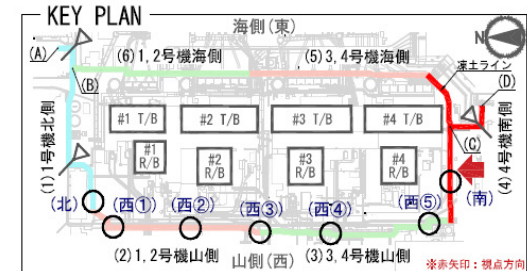 KEY PLAN
海側(東)
N
(A)
(6)1,2号機海側
(5)3,4号機海側
凍土ライン
(B)
(D)
#1 T/B
#2 T/B
#3 T/B
#4 T/B
(C)
(1)1号機北側
#1
R/B
#2
R/B
#3
R/B
#4
R/B
(4)4号機南側
(北)
(西①)
(西②)
(西③)
(西④)
(西⑤)
(南)
(2)1,2号機山側
山側(西)
(3)3,4号機山側
※赤矢印:視点方向